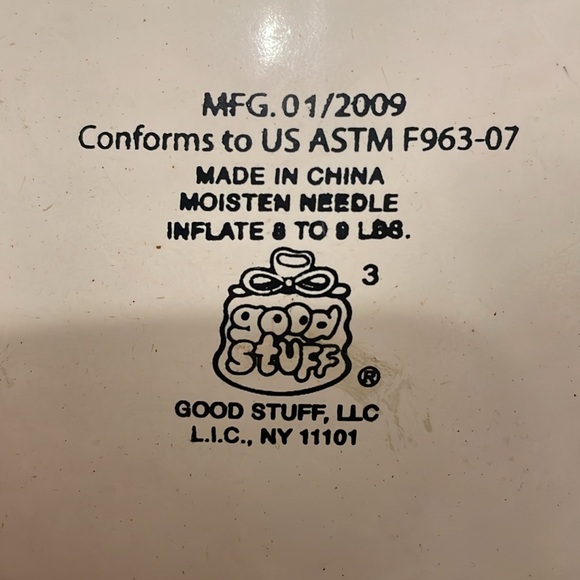 MFG. 01/2009
Conforms to US ASTM F963-07
MADE IN CHINA
MOISTEN NEEDLE
INFLATE 8 TO 9 LBS.
3
good
stuff
®
GOOD STUFF, LLC
L.I.C., NY 11101